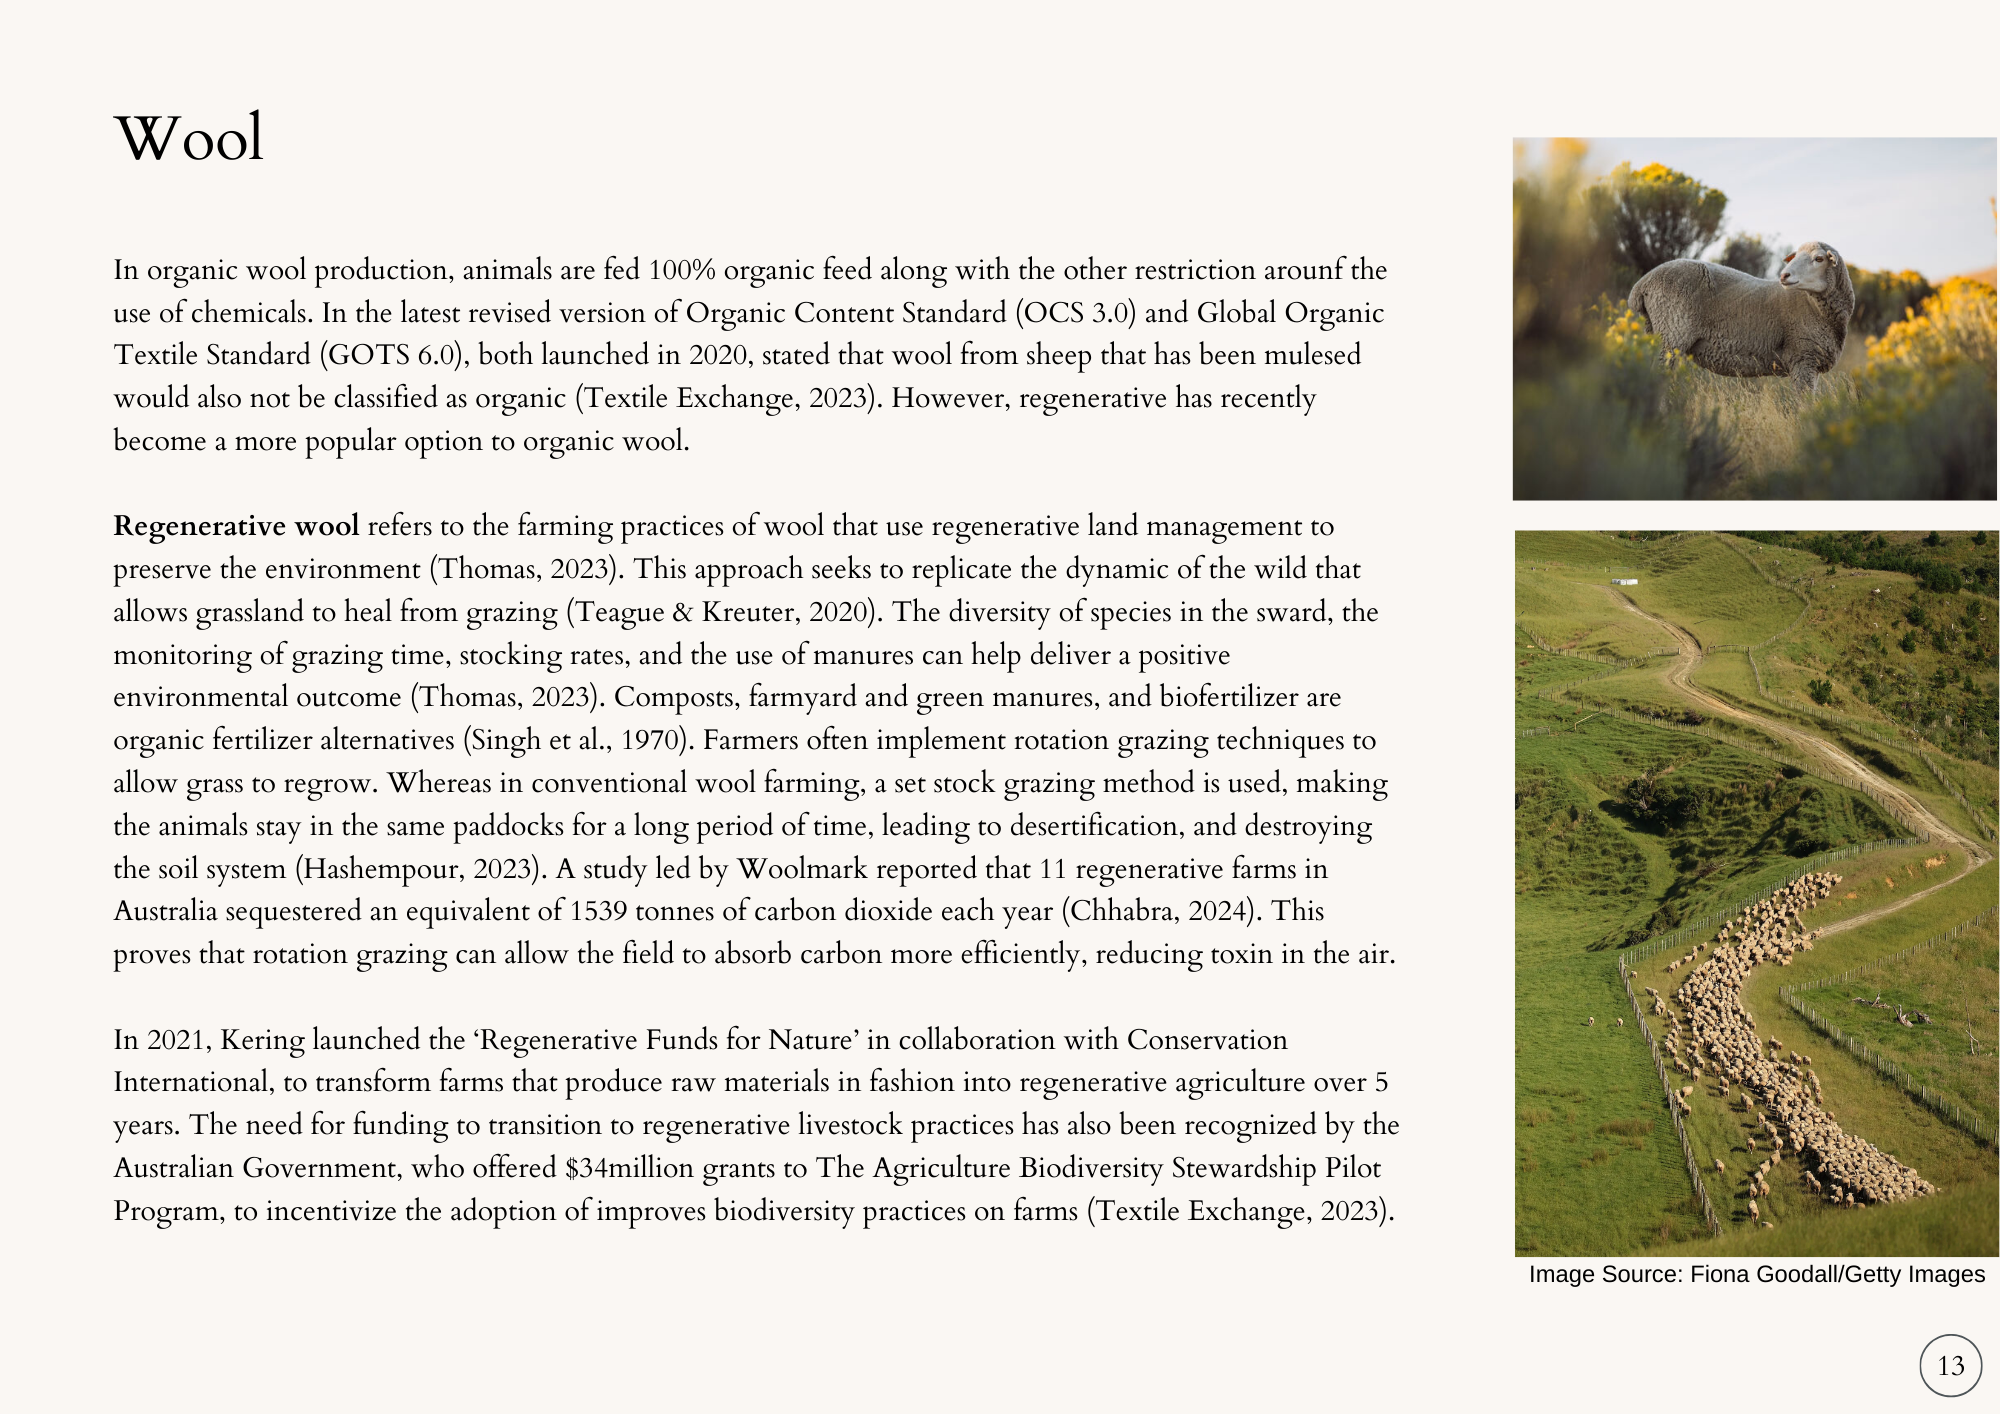 Wool
In organic wool production, animals are fed 100% organic feed along with the other restriction arounf the
use of chemicals. In the latest revised version of Organic Content Standard (OCS 3.0) and Global Organic
Textile Standard (GOTS 6.0), both launched in 2020, stated that wool from sheep that has been mulesed
would also not be classified as organic (Textile Exchange, 2023). However, regenerative has recently
become a more popular option to organic wool.
Regenerative wool refers to the farming practices of wool that use regenerative land management to
preserve the environment (Thomas, 2023). This approach seeks to replicate the dynamic of the wild that
allows grassland to heal from grazing (Teague & Kreuter, 2020). The diversity of species in the sward, the
monitoring of grazing time, stocking rates, and the use of manures can help deliver a positive
environmental outcome (Thomas, 2023). Composts, farmyard and green manures, and biofertilizer are
organic fertilizer alternatives (Singh et al., 1970). Farmers often implement rotation grazing techniques to
allow grass to regrow. Whereas in conventional wool farming, a set stock grazing method is used, making
the animals stay in the same paddocks for a long period of time, leading to desertification, and destroying
the soil system (Hashempour, 2023). A study led by Woolmark reported that 11 regenerative farms in
Australia sequestered an equivalent of 1539 tonnes of carbon dioxide each year (Chhabra, 2024). This
proves that rotation grazing can allow the field to absorb carbon more efficiently, reducing toxin in the air.
In 2021, Kering launched the ‘Regenerative Funds for Nature’ in collaboration with Conservation
International, to transform farms that produce raw materials in fashion into regenerative agriculture over 5
years. The need for funding to transition to regenerative livestock practices has also been recognized by the
Australian Government, who offered $34million grants to The Agriculture Biodiversity Stewardship Pilot
Program, to incentivize the adoption of improves biodiversity practices on farms (Textile Exchange, 2023).
Image Source: Fiona Goodall/Getty Images
13